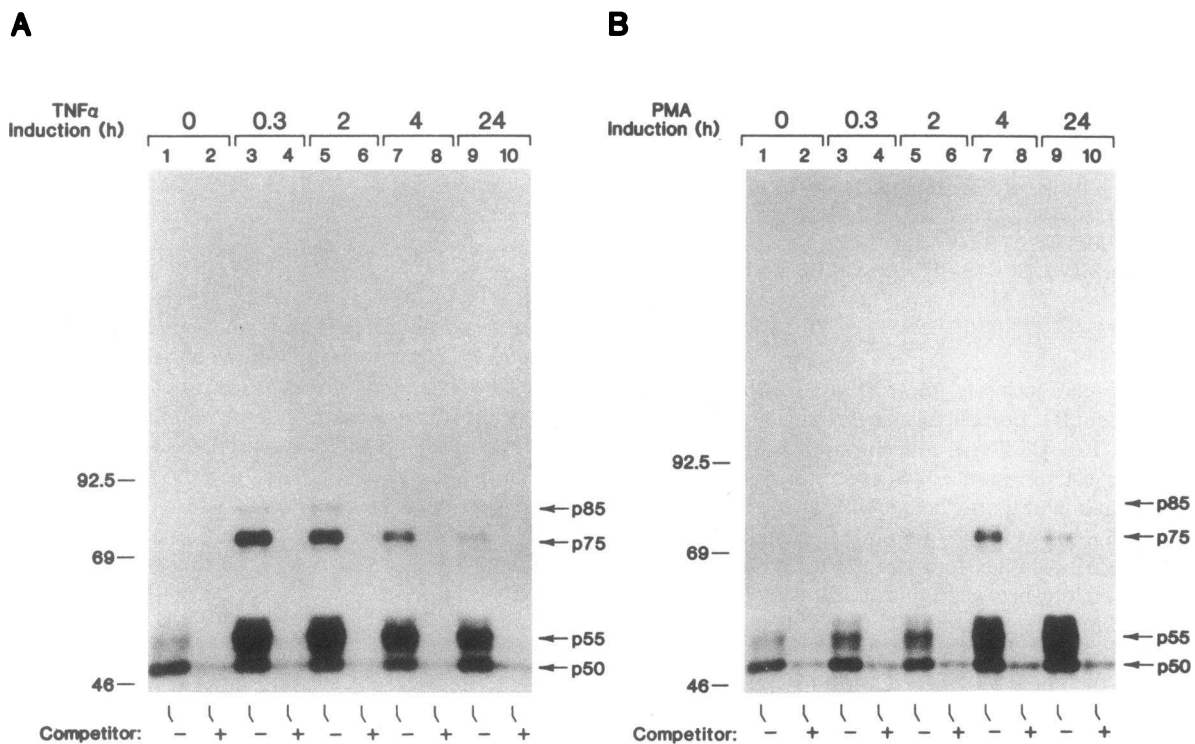 A
TNFα
Induction (h)
0 0.3 2 4 24
1 2 3 4 5 6 7 8 9 10
92.5
69
46
p85
p75
p55
p50
Competitor: - + - + - + - + - +
B
PMA
Induction (h)
0 0.3 2 4 24
1 2 3 4 5 6 7 8 9 10
92.5
69
46
p85
p75
p55
p50
Competitor: - + - + - + - + - +